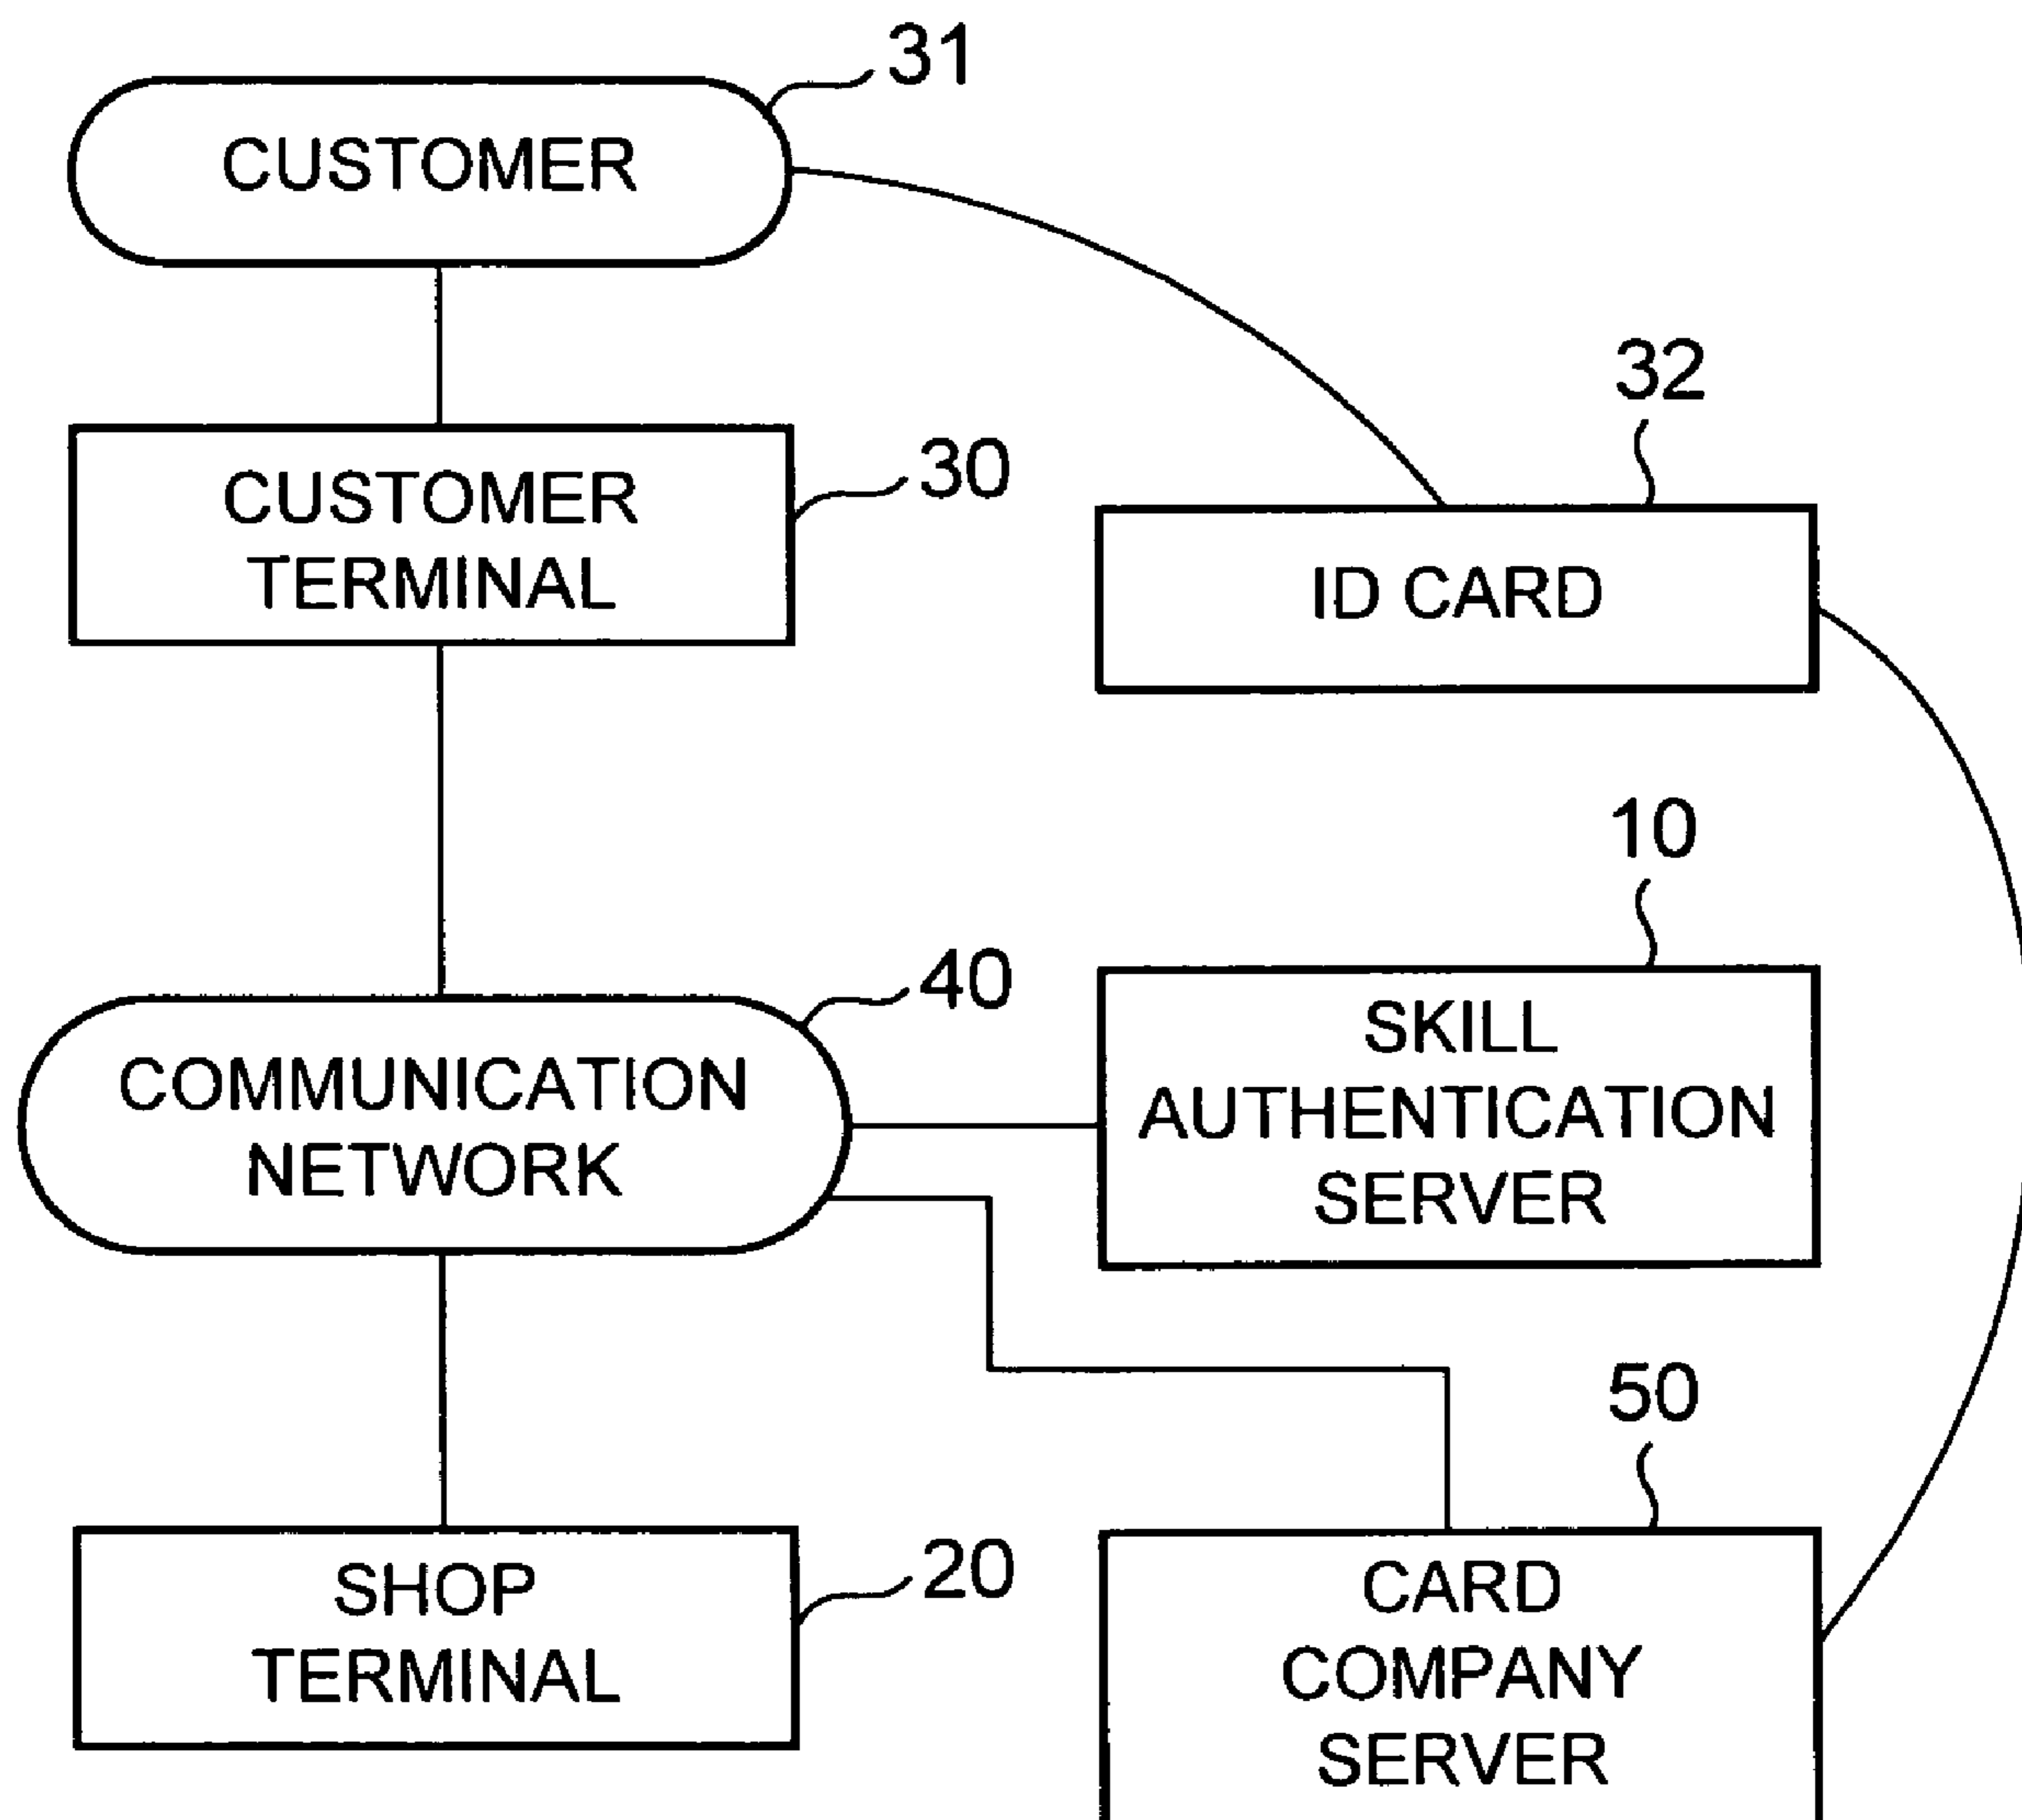 31
CUSTOMER
32
30
CUSTOMER
TERMINAL
ID CARD
10
40
COMMUNICATION
NETWORK
SKILL
AUTHENTICATION
SERVER
50
20
SHOP
TERMINAL
CARD
COMPANY
SERVER